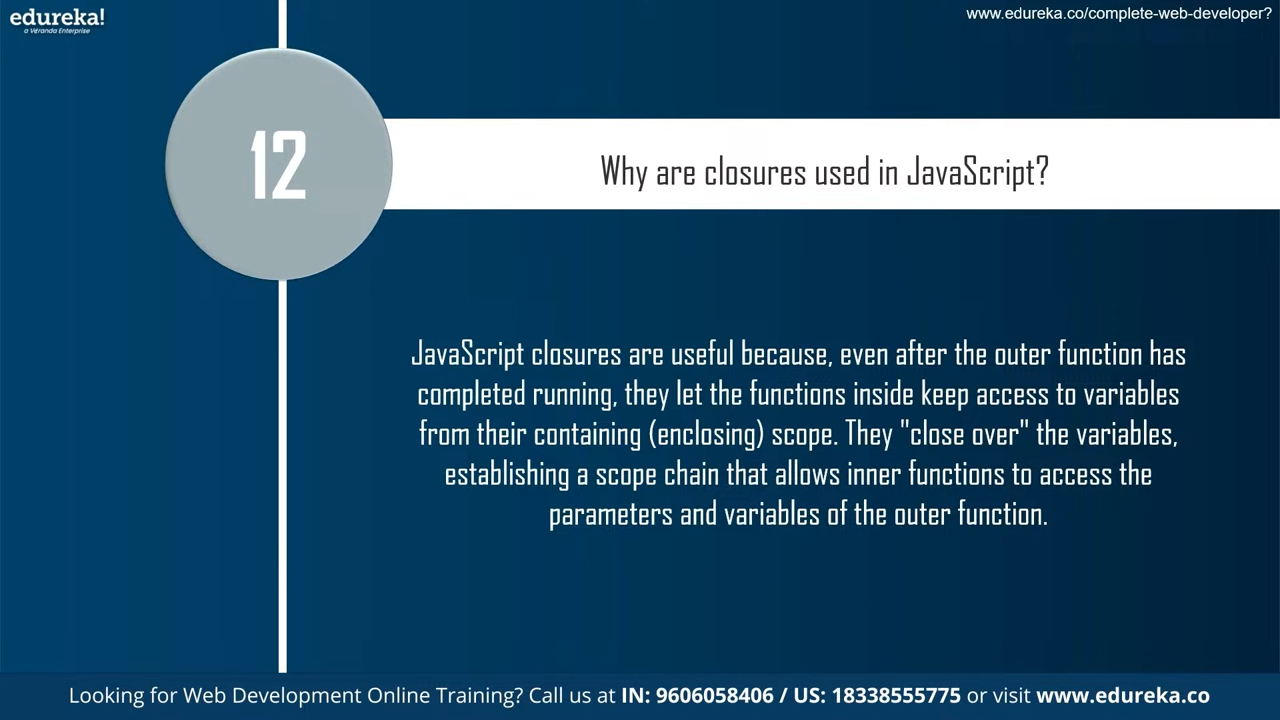 edureka!
a Veranda Enterprise
www.edureka.co/complete-web-developer?
12
Why are closures used in JavaScript?
JavaScript closures are useful because, even after the outer function has
completed running, they let the functions inside keep access to variables
from their containing (enclosing) scope. They "close over" the variables,
establishing a scope chain that allows inner functions to access the
parameters and variables of the outer function.
Looking for Web Development Online Training? Call us at IN: 9606058406 / US: 18338555775 or visit www.edureka.co